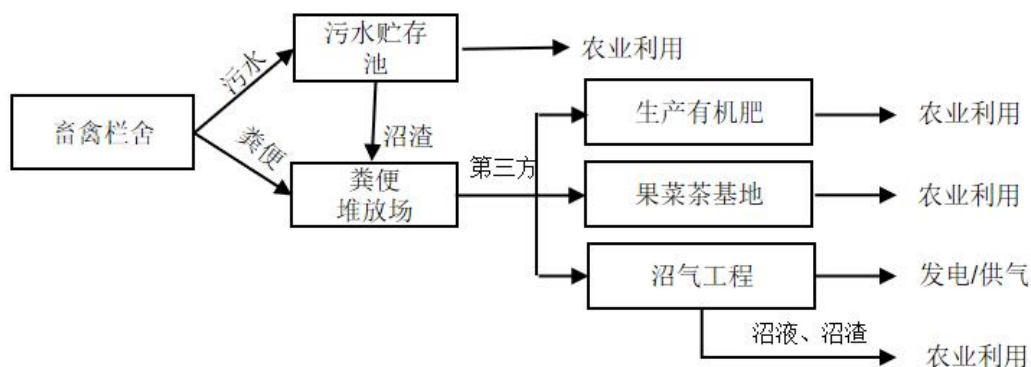 污水贮存
池
农业利用
污水
畜禽栏舍
粪便
沼渣
粪便
堆放场
第三方
生产有机肥
农业利用
果菜茶基地
农业利用
沼气工程
发电/供气
沼液、沼渣
农业利用